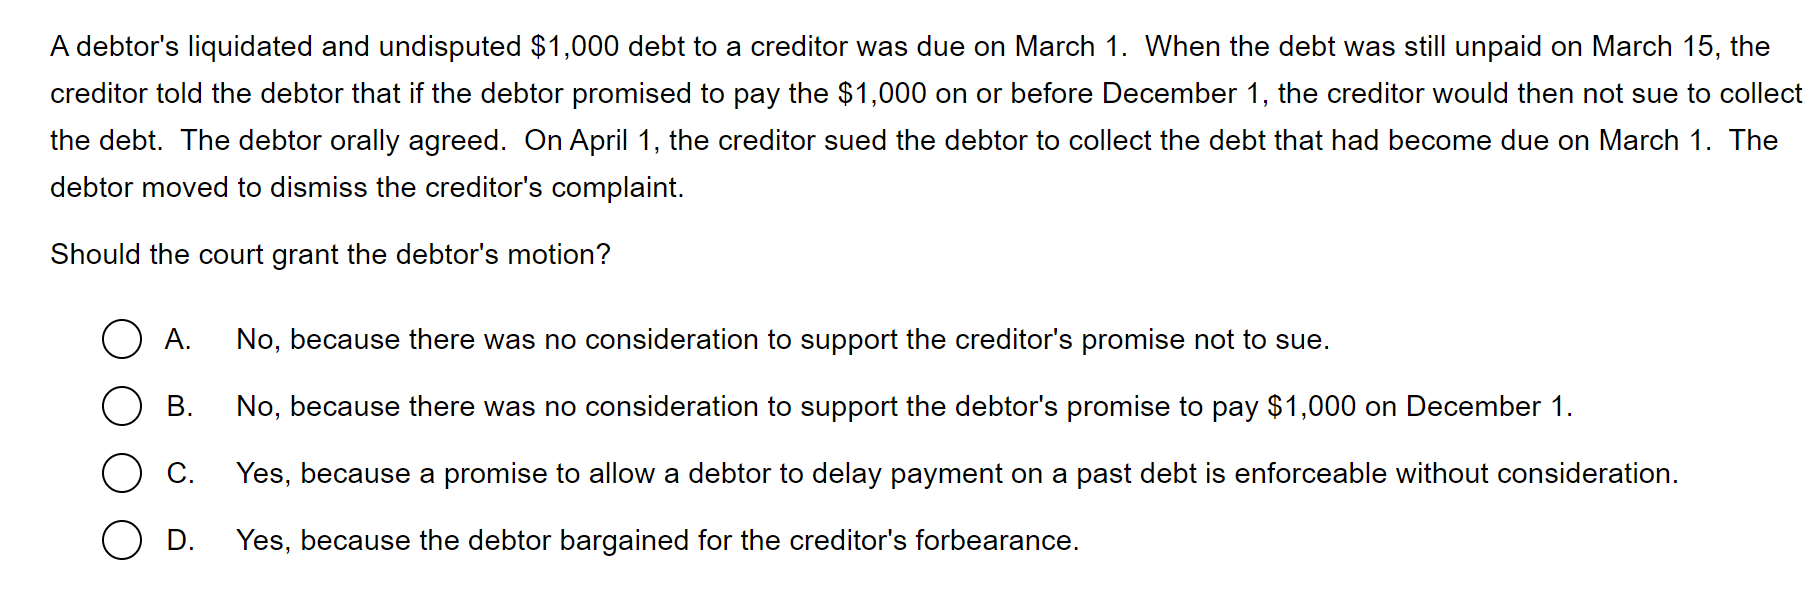 A debtor's liquidated and undisputed $1,000 debt to a creditor was due on March 1.  When the debt was still unpaid on March 15, the
creditor told the debtor that if the debtor promised to pay the $1,000 on or before December 1, the creditor would then not sue to collect
the debt.  The debtor orally agreed.  On April 1, the creditor sued the debtor to collect the debt that had become due on March 1.  The
debtor moved to dismiss the creditor's complaint.
Should the court grant the debtor's motion?
A. No, because there was no consideration to support the creditor's promise not to sue.
B. No, because there was no consideration to support the debtor's promise to pay $1,000 on December 1.
C. Yes, because a promise to allow a debtor to delay payment on a past debt is enforceable without consideration.
D. Yes, because the debtor bargained for the creditor's forbearance.